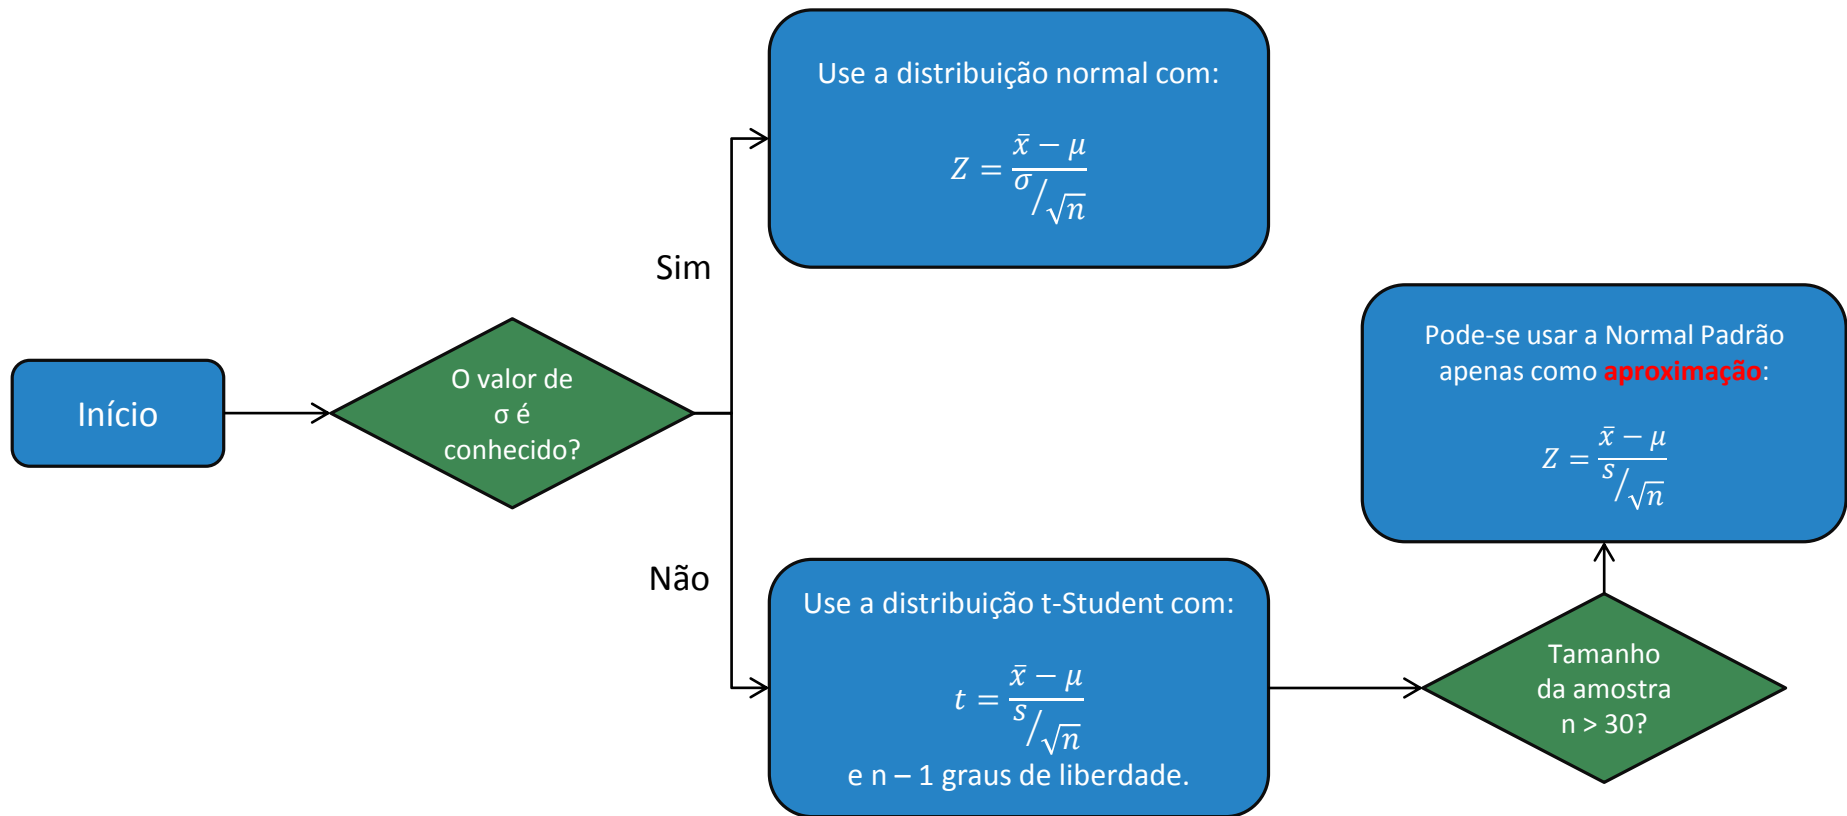 Início
O valor de
σ é
conhecido?
Sim
Use a distribuição normal com:
Z = (x̄ − μ) / (σ/√n)
Não
Use a distribuição t-Student com:
t = (x̄ − μ) / (s/√n)
e n – 1 graus de liberdade.
Tamanho
da amostra
n > 30?
Pode-se usar a Normal Padrão
apenas como aproximação:
Z = (x̄ − μ) / (s/√n)